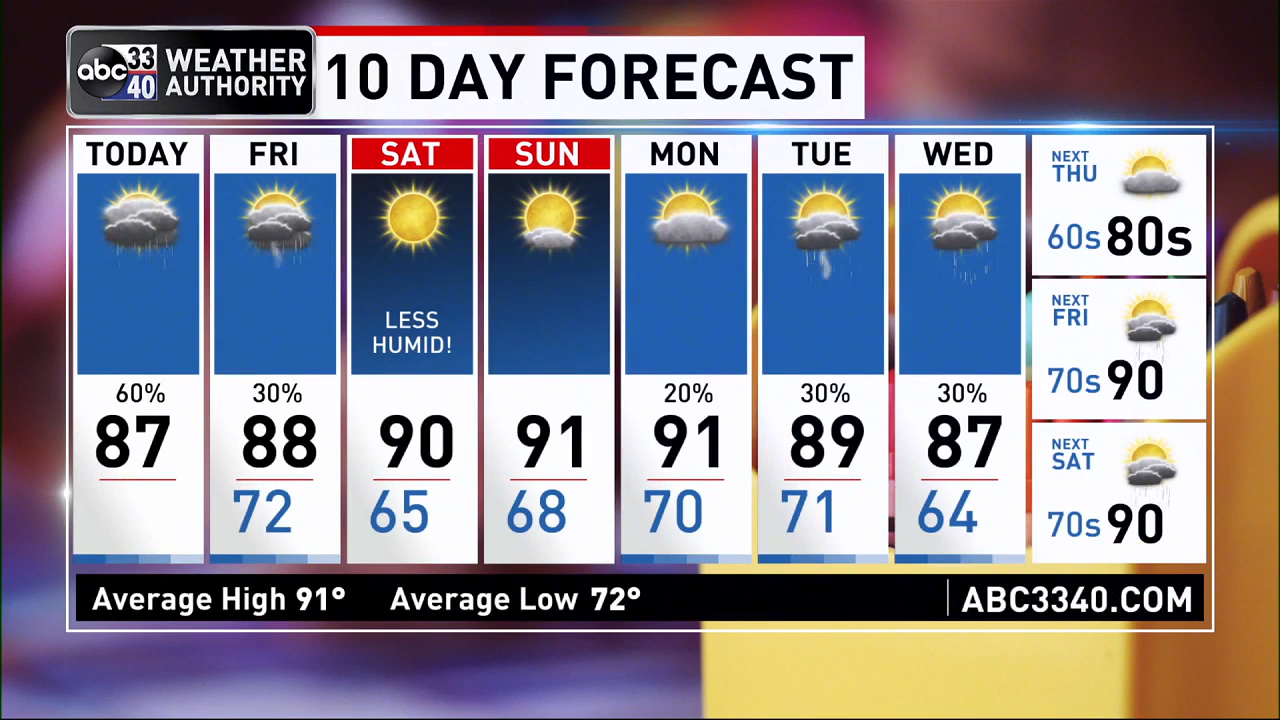 abc 33 40 WEATHER AUTHORITY
10 DAY FORECAST
TODAY
60%
87
FRI
30%
88
72
SAT
LESS
HUMID!
90
65
SUN
91
68
MON
20%
91
70
TUE
30%
89
71
WED
30%
87
64
NEXT
THU
60s 80s
NEXT
FRI
70s 90
NEXT
SAT
70s 90
Average High 91° Average Low 72° ABC3340.COM